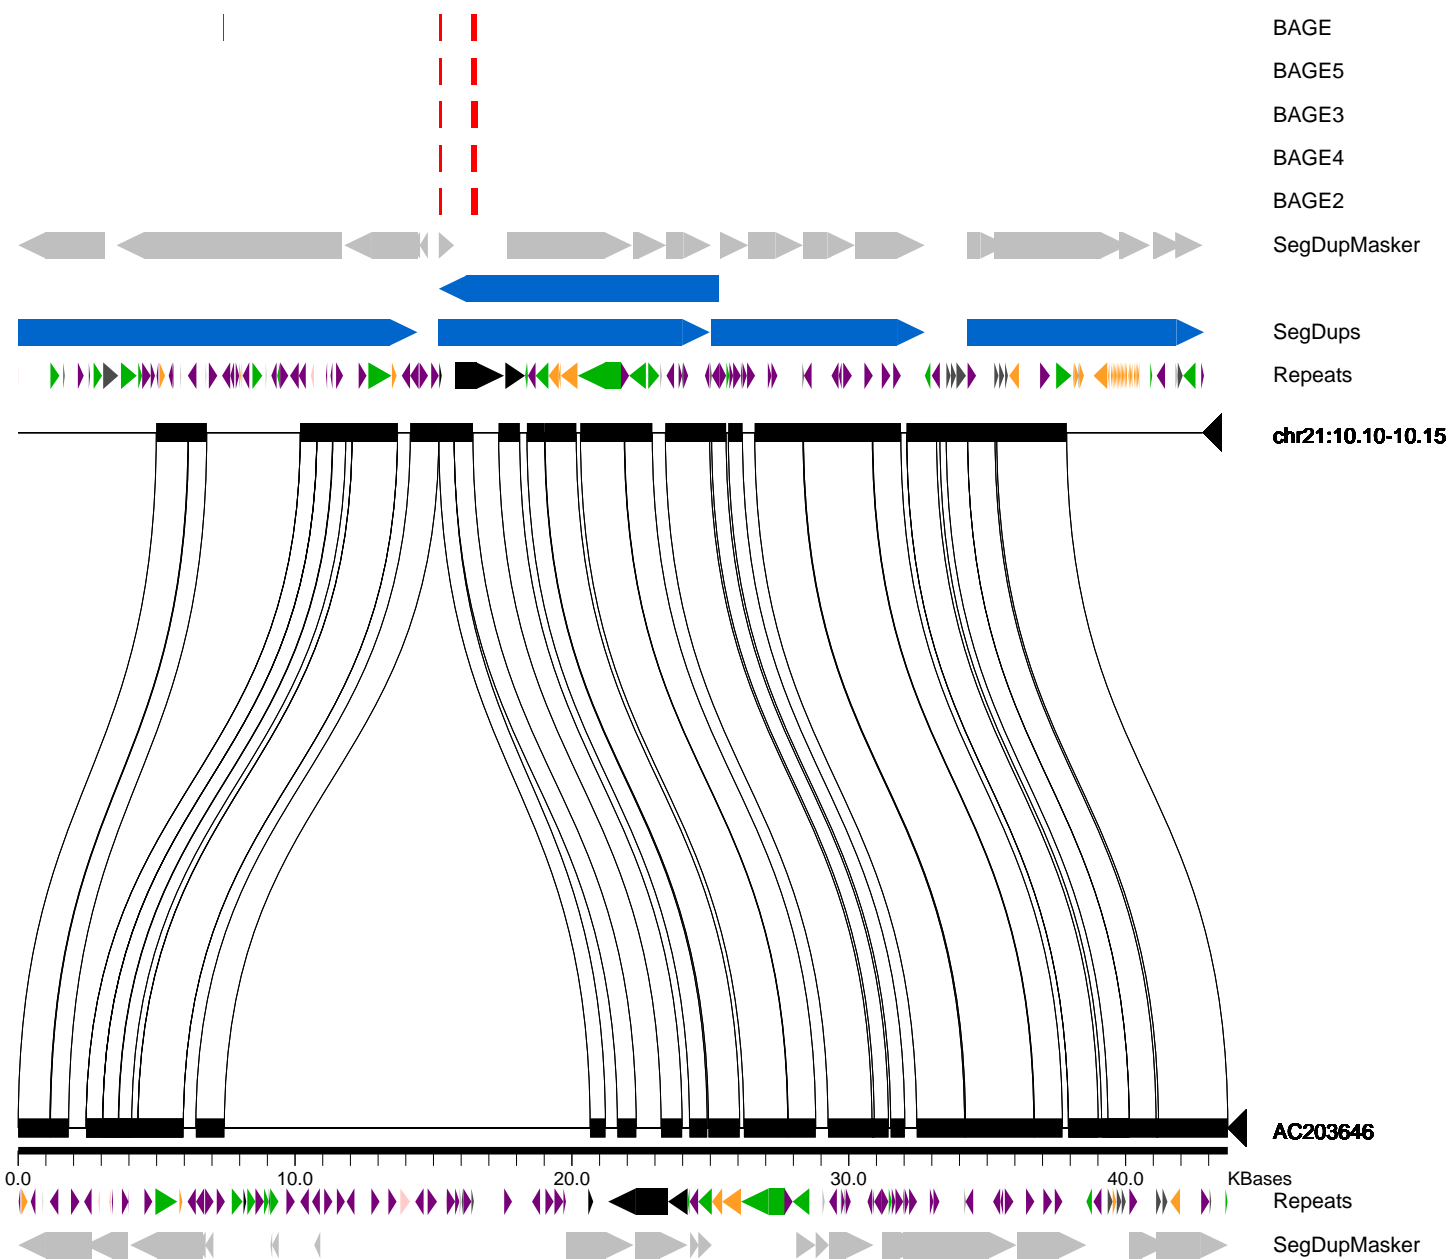 BAGE
BAGE5
BAGE3
BAGE4
BAGE2
SegDupMasker
SegDups
Repeats
chr21:10.10-10.15
AC203646
0.0 10.0 20.0 30.0 40.0 KBases
Repeats
SegDupMasker